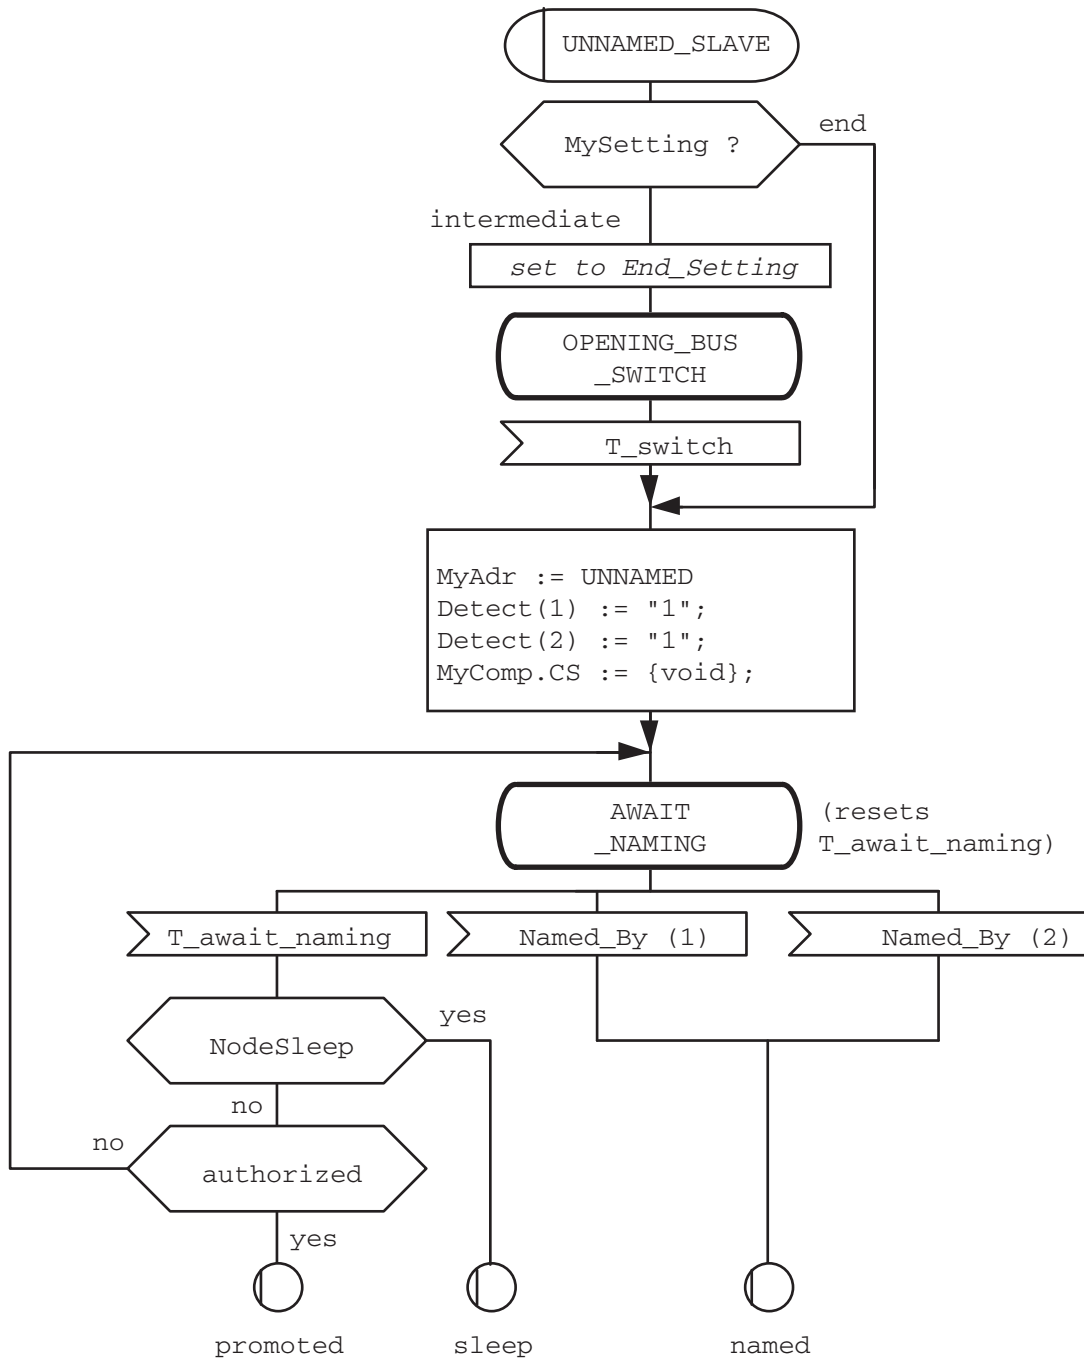 UNNAMED_SLAVE
end
MySetting ?
intermediate
set to End_Setting
OPENING_BUS
_SWITCH
T_switch
MyAdr := UNNAMED
Detect(1) := "1";
Detect(2) := "1";
MyComp.CS := {void};
AWAIT
_NAMING
(resets
T_await_naming)
T_await_naming
Named_By (1)
Named_By (2)
yes
NodeSleep
no
no
authorized
yes
promoted
sleep
named